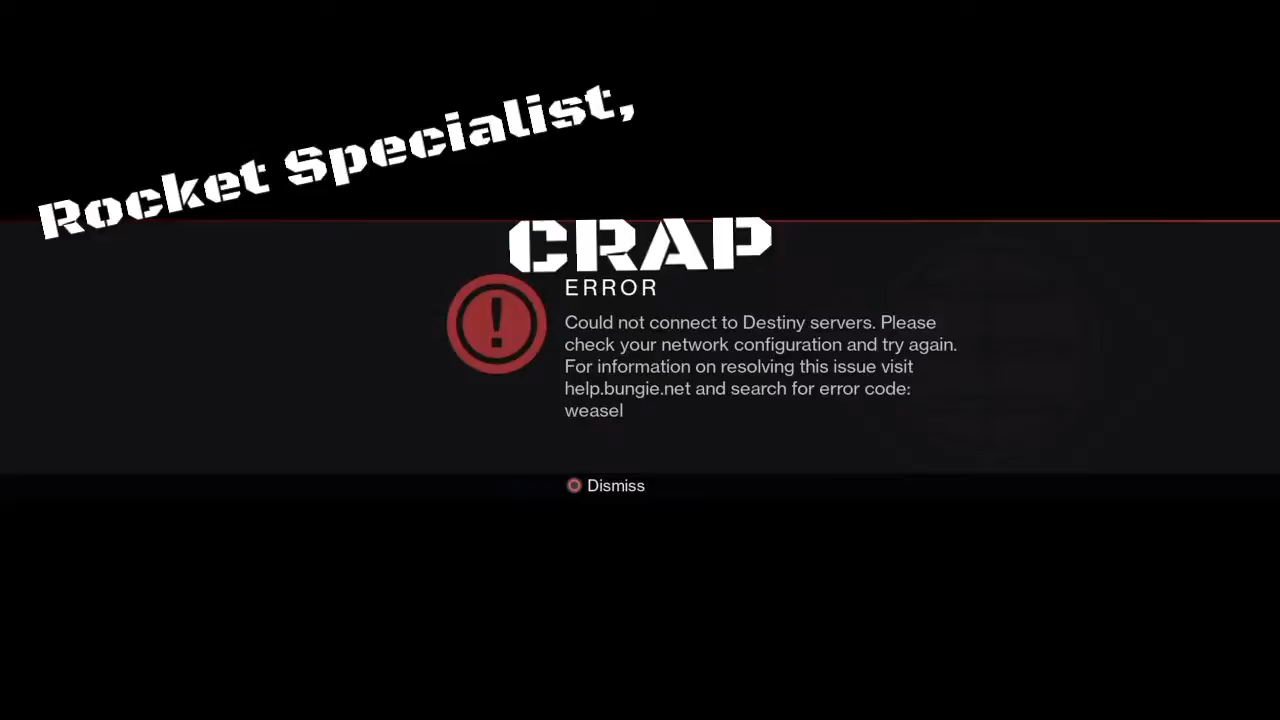 Rocket Specialist,
CRAP
ERROR
Could not connect to Destiny servers. Please
check your network configuration and try again.
For information on resolving this issue visit
help.bungie.net and search for error code:
weasel
Dismiss